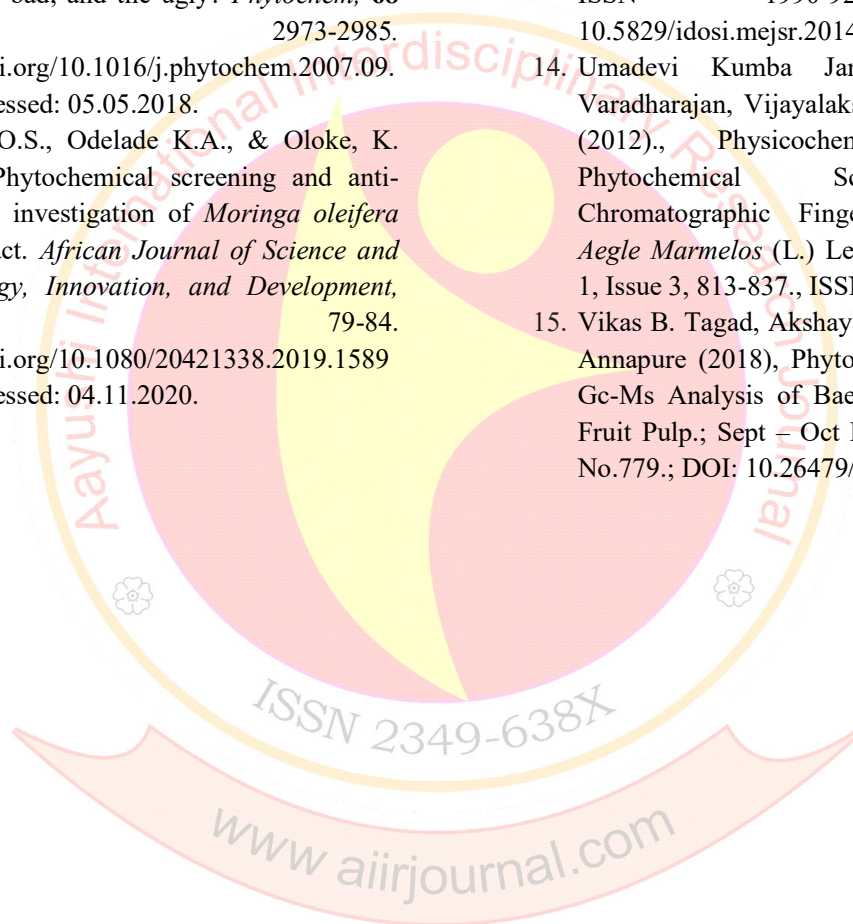 bad, and the ugly? Phytochem, 68
2973-2985.
i.org/10.1016/j.phytochem.2007.09.
essed: 05.05.2018.
O.S., Odelade K.A., & Oloke, K.
Phytochemical screening and anti-
investigation of Moringa oleifera
act. African Journal of Science and
gy, Innovation, and Development,
79-84.
i.org/10.1080/20421338.2019.1589
essed: 04.11.2020.
ISSN 1990-92
10.5829/idosi.mejsr.2014
14. Umadevi Kumba Jan
Varadharajan, Vijayalaks
(2012)., Physicochem
Phytochemical Sc
Chromatographic Finge
Aegle Marmelos (L.) Le
1, Issue 3, 813-837., ISSN
15. Vikas B. Tagad, Akshay
Annapure (2018), Phyto
Gc-Ms Analysis of Bae
Fruit Pulp.; Sept – Oct
No.779.; DOI: 10.26479/
Aayushi International Interdisciplinary Research Journal
ISSN 2349-638X
www.aiirjournal.com